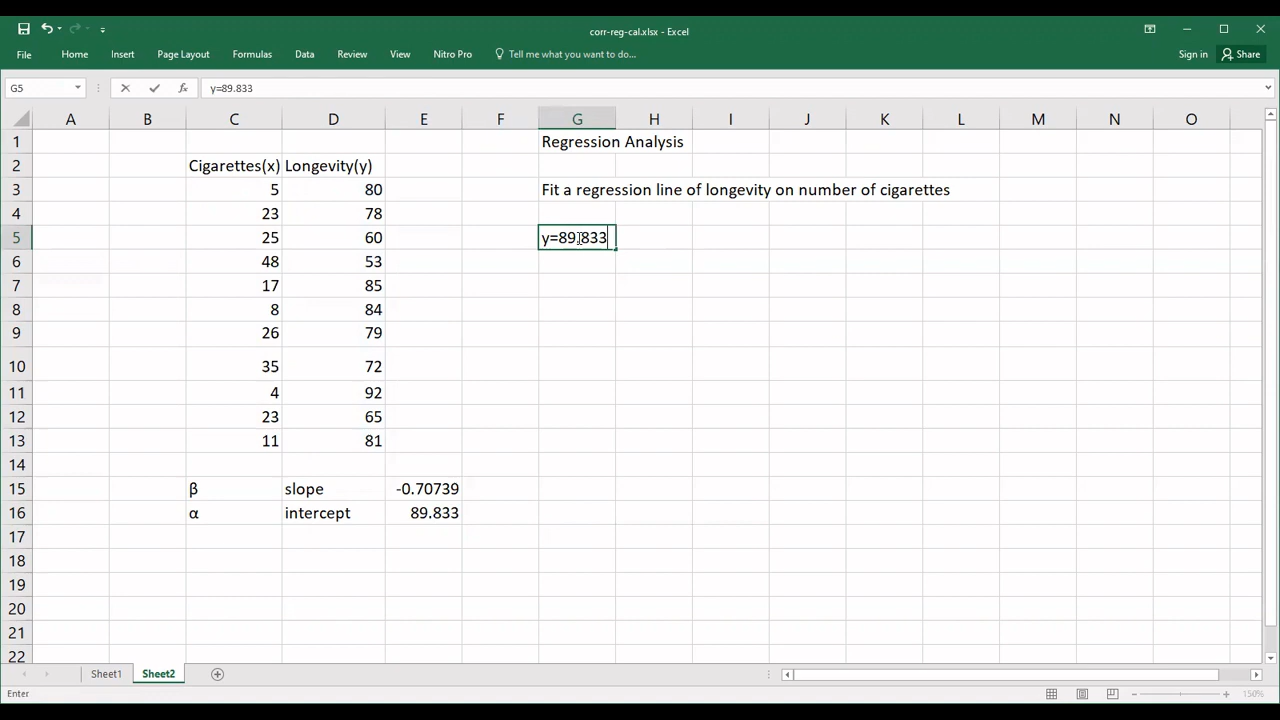 corr-reg-cal.xlsx - Excel
File Home Insert Page Layout Formulas Data Review View Nitro Pro Tell me what you want to do... Sign in Share
G5 fx y=89.833
A B C D E F G H I J K L M N O
1 Regression Analysis
2 Cigarettes(x) Longevity(y)
3 5 80 Fit a regression line of longevity on number of cigarettes
4 23 78
5 25 60 y=89.833
6 48 53
7 17 85
8 8 84
9 26 79
10 35 72
11 4 92
12 23 65
13 11 81
14
15 β slope -0.70739
16 α intercept 89.833
17
18
19
20
21
22
Sheet1 Sheet2
Enter 150%